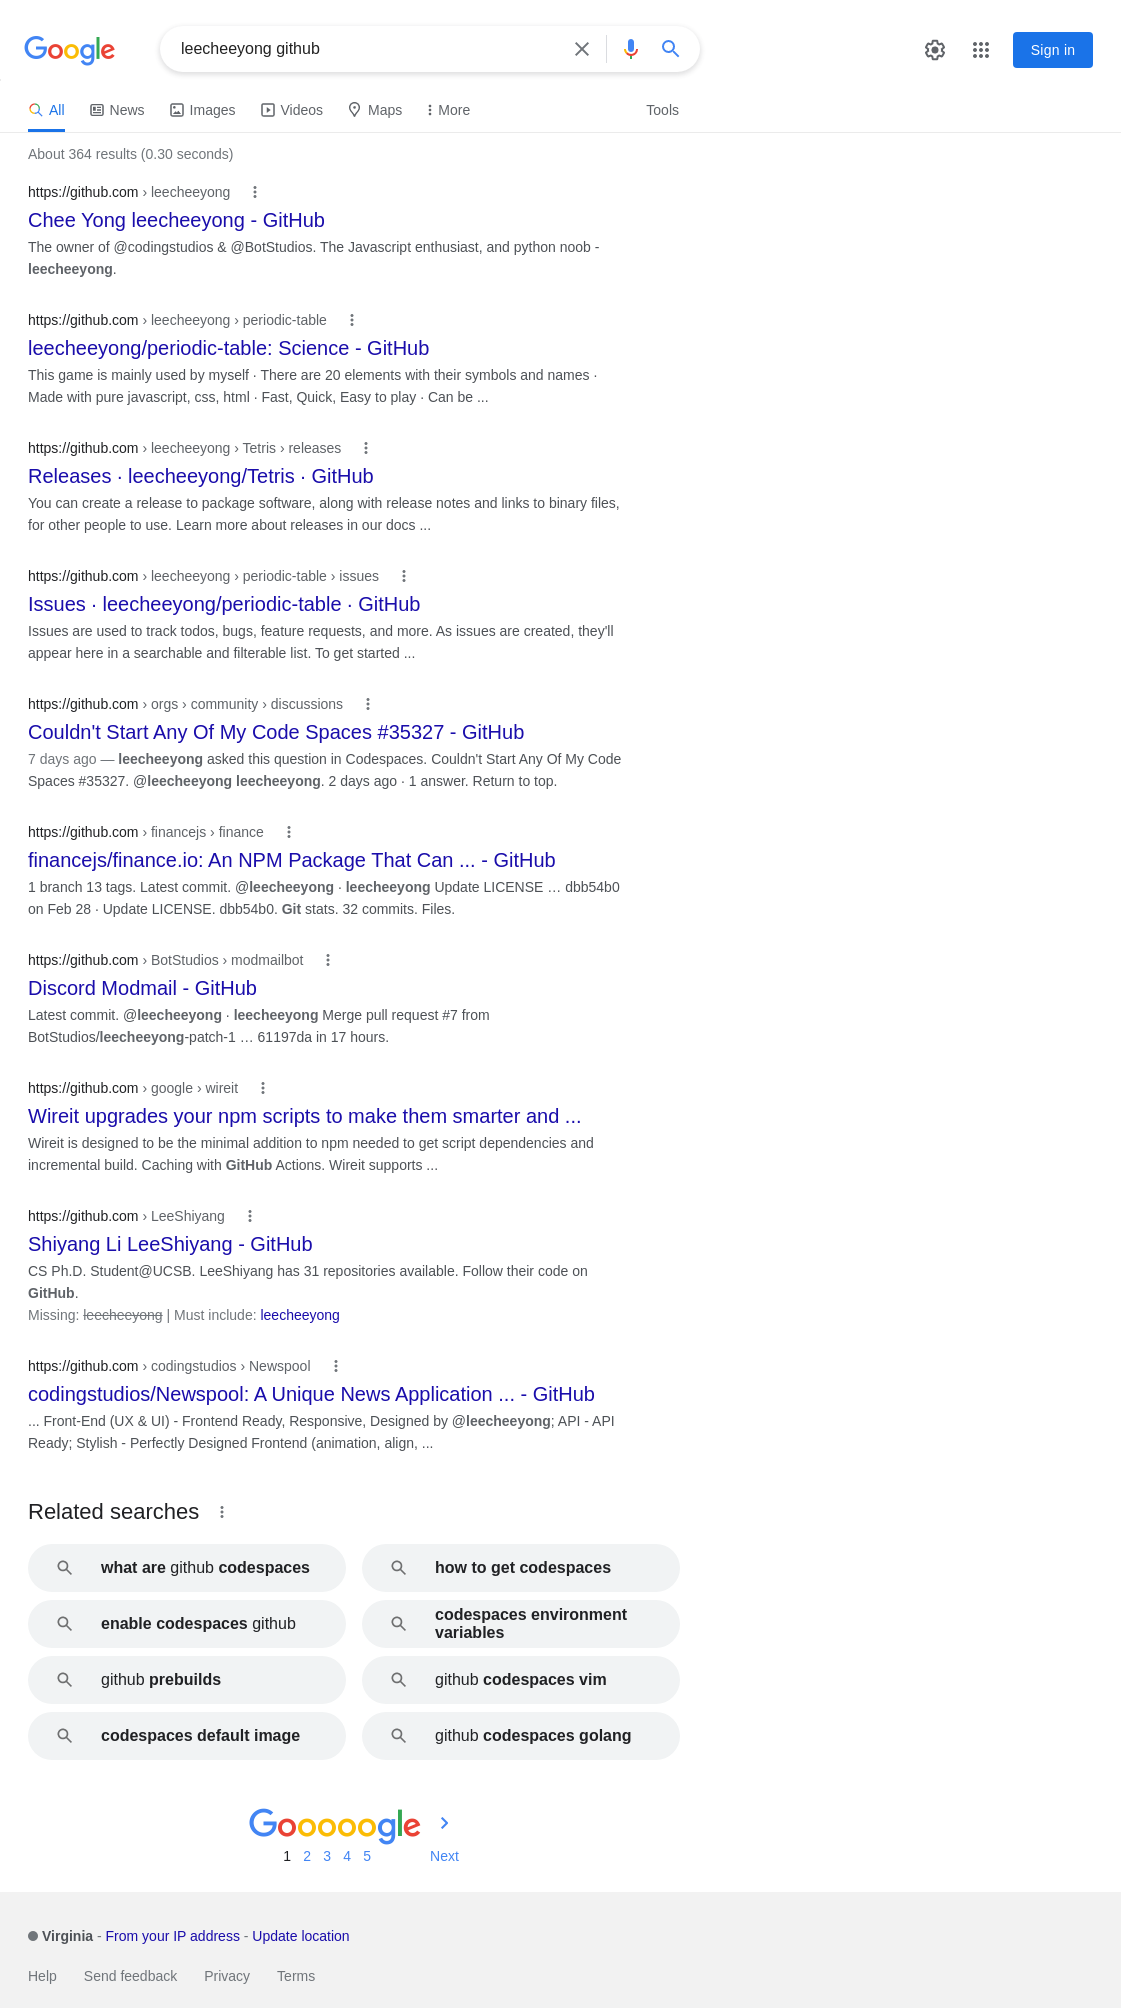 Google
leecheeyong github
Sign in
All News Images Videos Maps More Tools
About 364 results (0.30 seconds)
https://github.com › leecheeyong
Chee Yong leecheeyong - GitHub
The owner of @codingstudios & @BotStudios. The Javascript enthusiast, and python noob -
leecheeyong.
https://github.com › leecheeyong › periodic-table
leecheeyong/periodic-table: Science - GitHub
This game is mainly used by myself · There are 20 elements with their symbols and names ·
Made with pure javascript, css, html · Fast, Quick, Easy to play · Can be ...
https://github.com › leecheeyong › Tetris › releases
Releases · leecheeyong/Tetris · GitHub
You can create a release to package software, along with release notes and links to binary files,
for other people to use. Learn more about releases in our docs ...
https://github.com › leecheeyong › periodic-table › issues
Issues · leecheeyong/periodic-table · GitHub
Issues are used to track todos, bugs, feature requests, and more. As issues are created, they'll
appear here in a searchable and filterable list. To get started ...
https://github.com › orgs › community › discussions
Couldn't Start Any Of My Code Spaces #35327 - GitHub
7 days ago — leecheeyong asked this question in Codespaces. Couldn't Start Any Of My Code
Spaces #35327. @leecheeyong leecheeyong. 2 days ago · 1 answer. Return to top.
https://github.com › financejs › finance
financejs/finance.io: An NPM Package That Can ... - GitHub
1 branch 13 tags. Latest commit. @leecheeyong · leecheeyong Update LICENSE … dbb54b0
on Feb 28 · Update LICENSE. dbb54b0. Git stats. 32 commits. Files.
https://github.com › BotStudios › modmailbot
Discord Modmail - GitHub
Latest commit. @leecheeyong · leecheeyong Merge pull request #7 from
BotStudios/leecheeyong-patch-1 … 61197da in 17 hours.
https://github.com › google › wireit
Wireit upgrades your npm scripts to make them smarter and ...
Wireit is designed to be the minimal addition to npm needed to get script dependencies and
incremental build. Caching with GitHub Actions. Wireit supports ...
https://github.com › LeeShiyang
Shiyang Li LeeShiyang - GitHub
CS Ph.D. Student@UCSB. LeeShiyang has 31 repositories available. Follow their code on
GitHub.
Missing: leecheeyong | Must include: leecheeyong
https://github.com › codingstudios › Newspool
codingstudios/Newspool: A Unique News Application ... - GitHub
... Front-End (UX & UI) - Frontend Ready, Responsive, Designed by @leecheeyong; API - API
Ready; Stylish - Perfectly Designed Frontend (animation, align, ...
Related searches
what are github codespaces
how to get codespaces
enable codespaces github
codespaces environment
variables
github prebuilds
github codespaces vim
codespaces default image
github codespaces golang
Gooooogle
1 2 3 4 5 Next
Virginia - From your IP address - Update location
Help Send feedback Privacy Terms